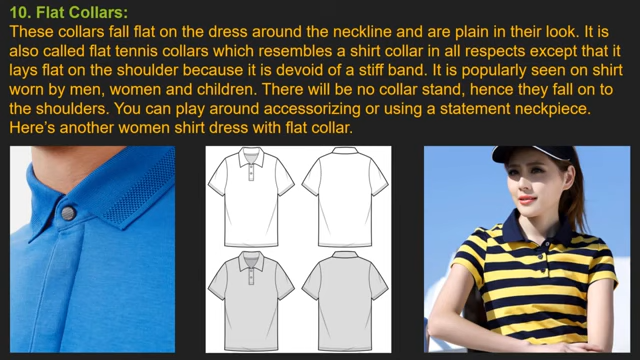 10. Flat Collars:
These collars fall flat on the dress around the neckline and are plain in their look. It is
also called flat tennis collars which resembles a shirt collar in all respects except that it
lays flat on the shoulder because it is devoid of a stiff band. It is popularly seen on shirt
worn by men, women and children. There will be no collar stand, hence they fall on to
the shoulders. You can play around accessorizing or using a statement neckpiece.
Here’s another women shirt dress with flat collar.